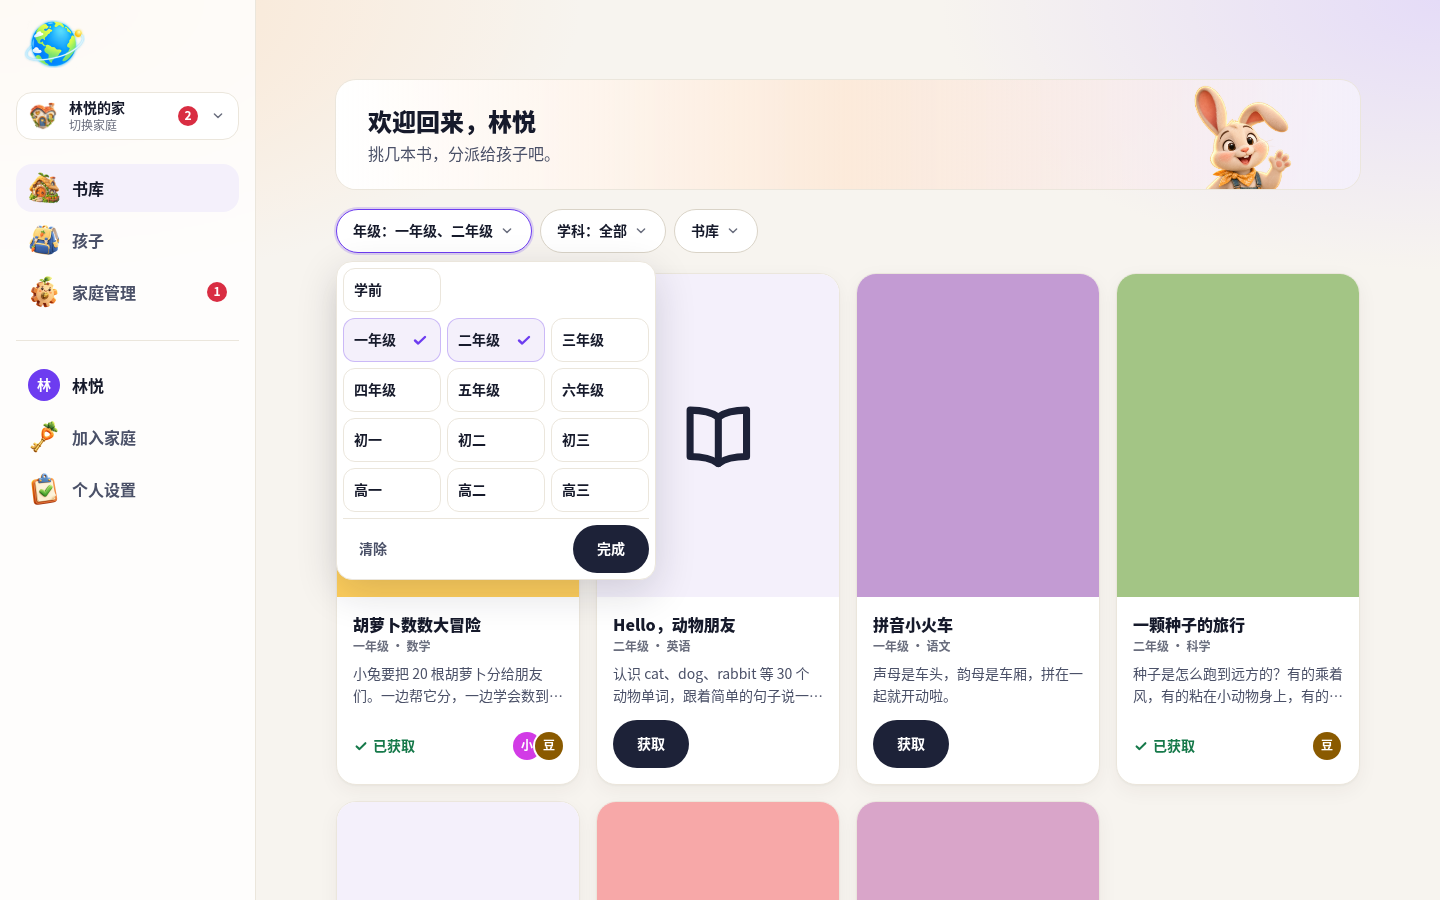 林悦的家
切换家庭
2
书库
孩子
家庭管理
1
林
林悦
加入家庭
个人设置
欢迎回来，林悦
挑几本书，分派给孩子吧。
年级：一年级、二年级
学科：全部
书库
学前
一年级
二年级
三年级
四年级
五年级
六年级
初一
初二
初三
高一
高二
高三
清除
完成
胡萝卜数数大冒险
一年级 · 数学
小兔要把 20 根胡萝卜分给朋友
们。一边帮它分，一边学会数到…
已获取
小
豆
Hello，动物朋友
二年级 · 英语
认识 cat、dog、rabbit 等 30 个
动物单词，跟着简单的句子说一…
获取
拼音小火车
一年级 · 语文
声母是车头，韵母是车厢，拼在一
起就开动啦。
获取
一颗种子的旅行
二年级 · 科学
种子是怎么跑到远方的？有的乘着
风，有的粘在小动物身上，有的…
已获取
豆